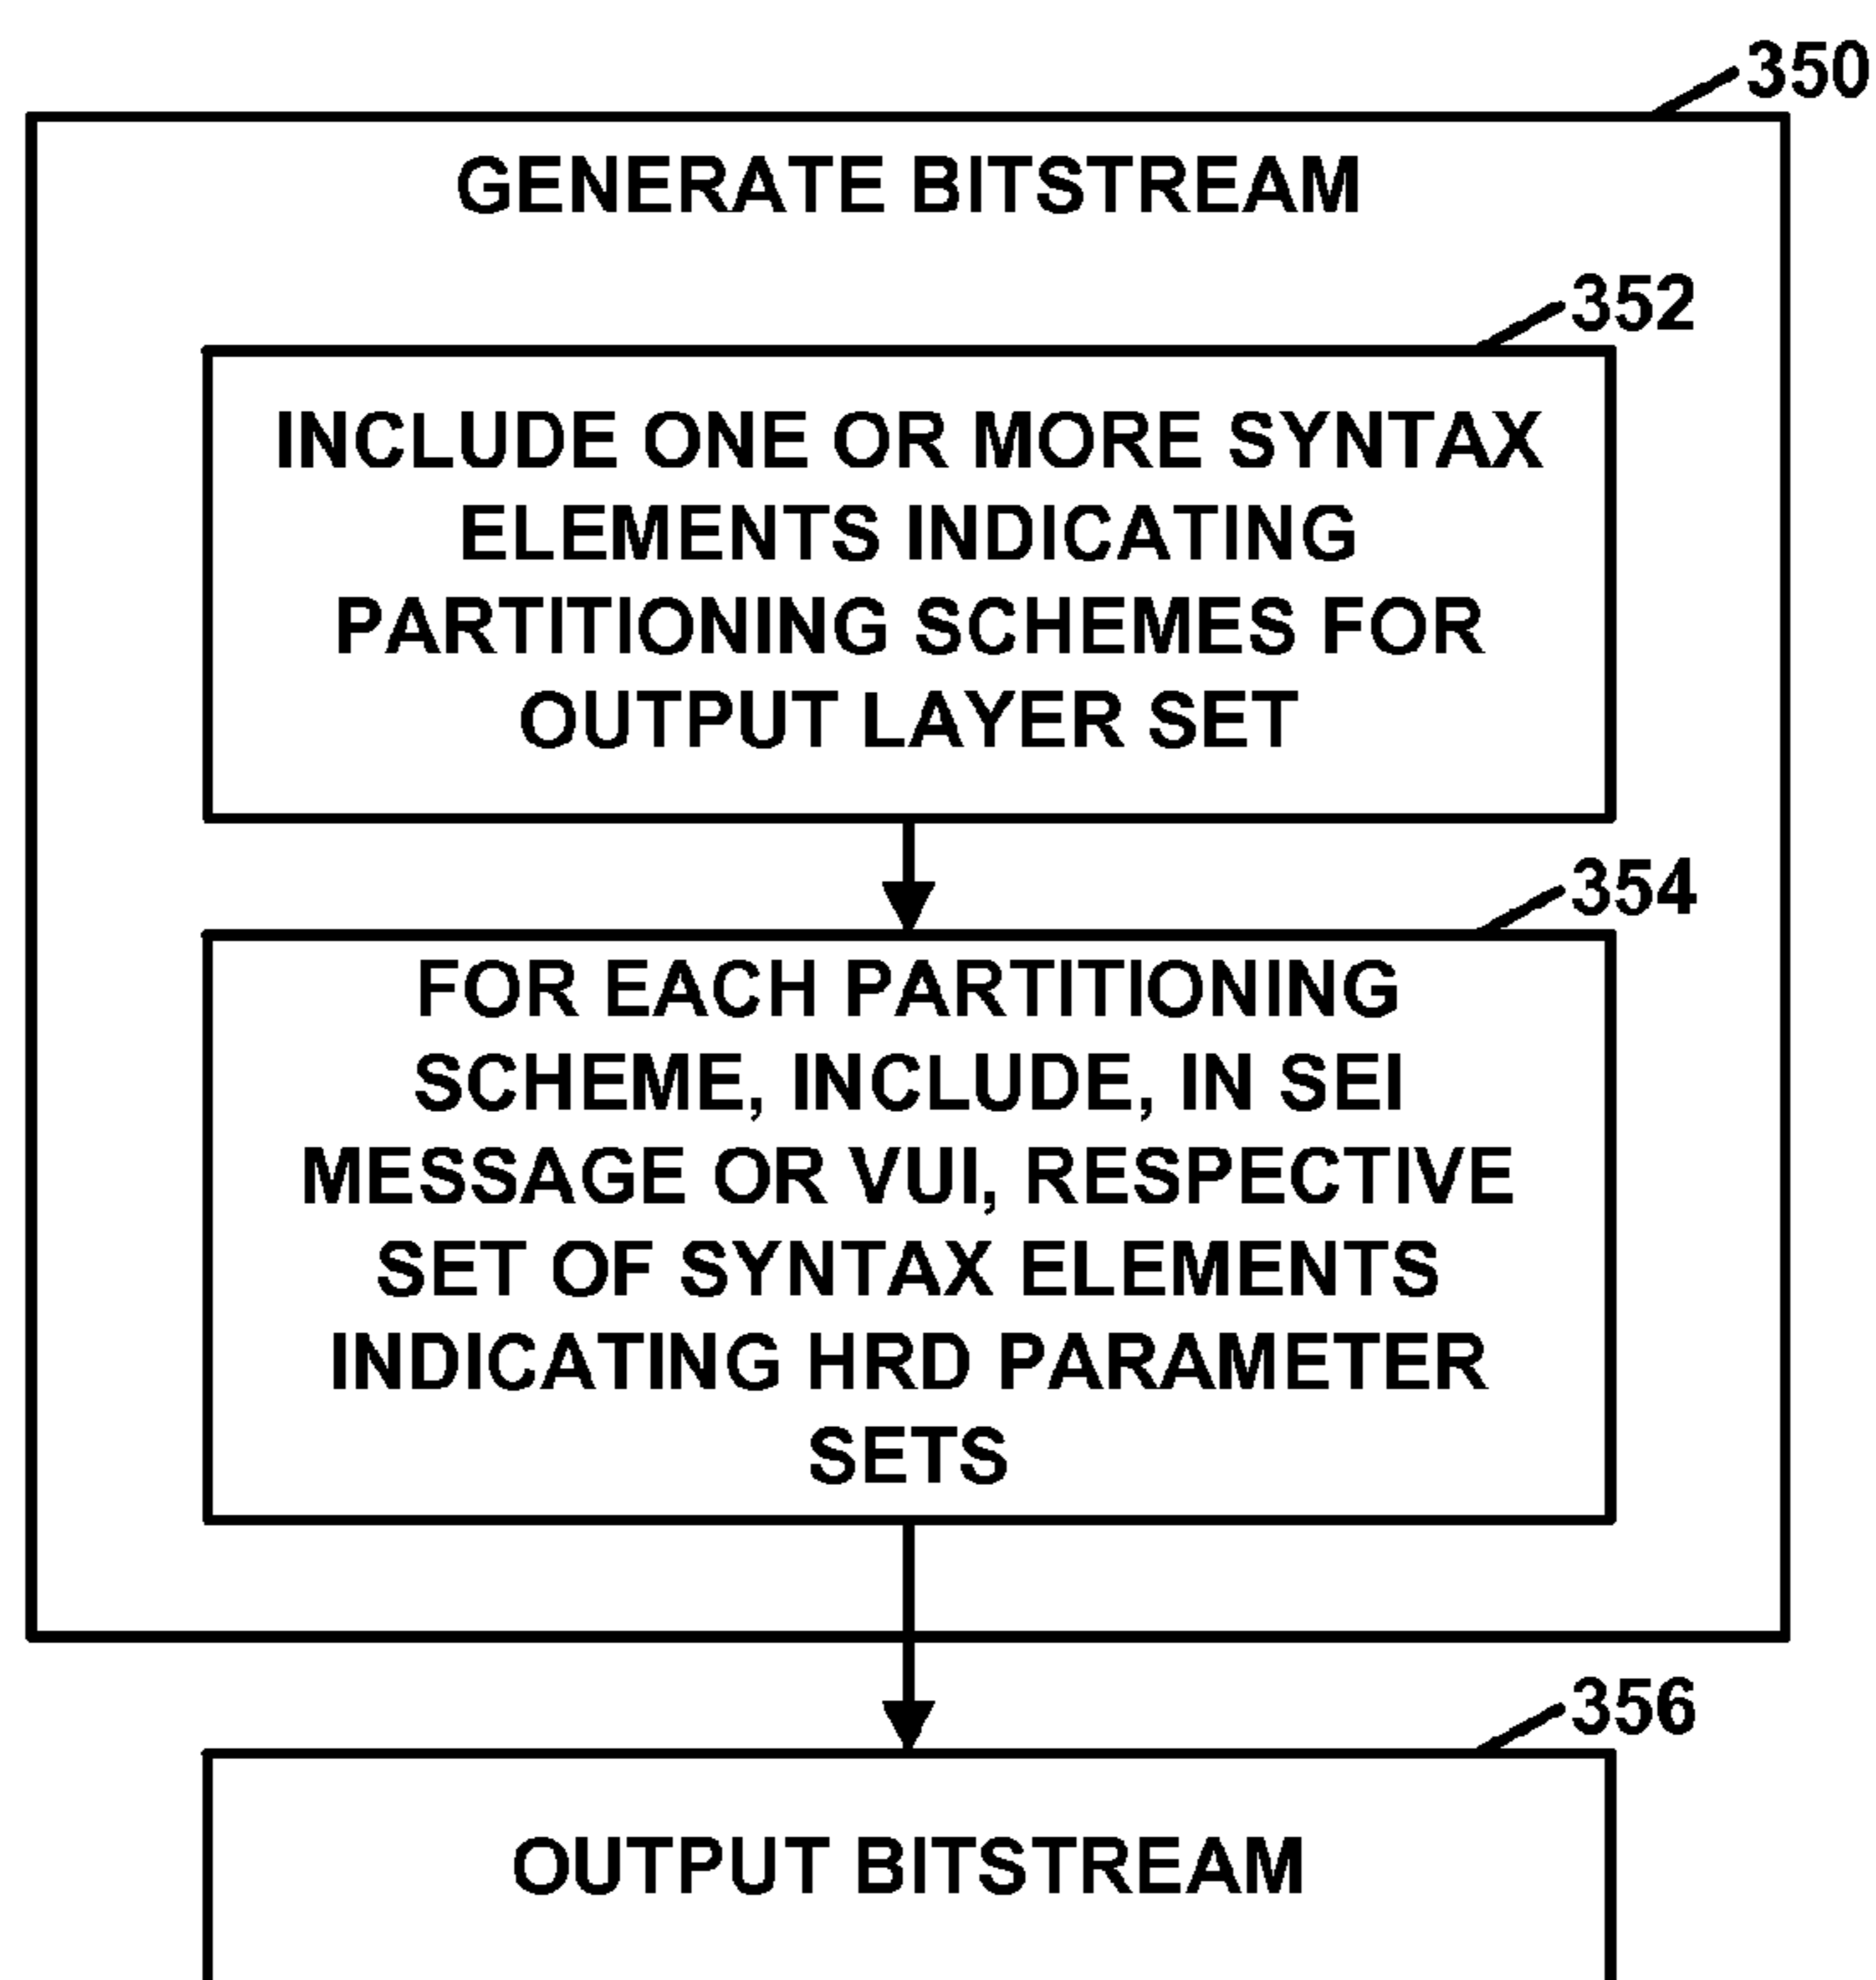 350
GENERATE BITSTREAM
352
INCLUDE ONE OR MORE SYNTAX
ELEMENTS INDICATING
PARTITIONING SCHEMES FOR
OUTPUT LAYER SET
354
FOR EACH PARTITIONING
SCHEME, INCLUDE, IN SEI
MESSAGE OR VUI, RESPECTIVE
SET OF SYNTAX ELEMENTS
INDICATING HRD PARAMETER
SETS
356
OUTPUT BITSTREAM